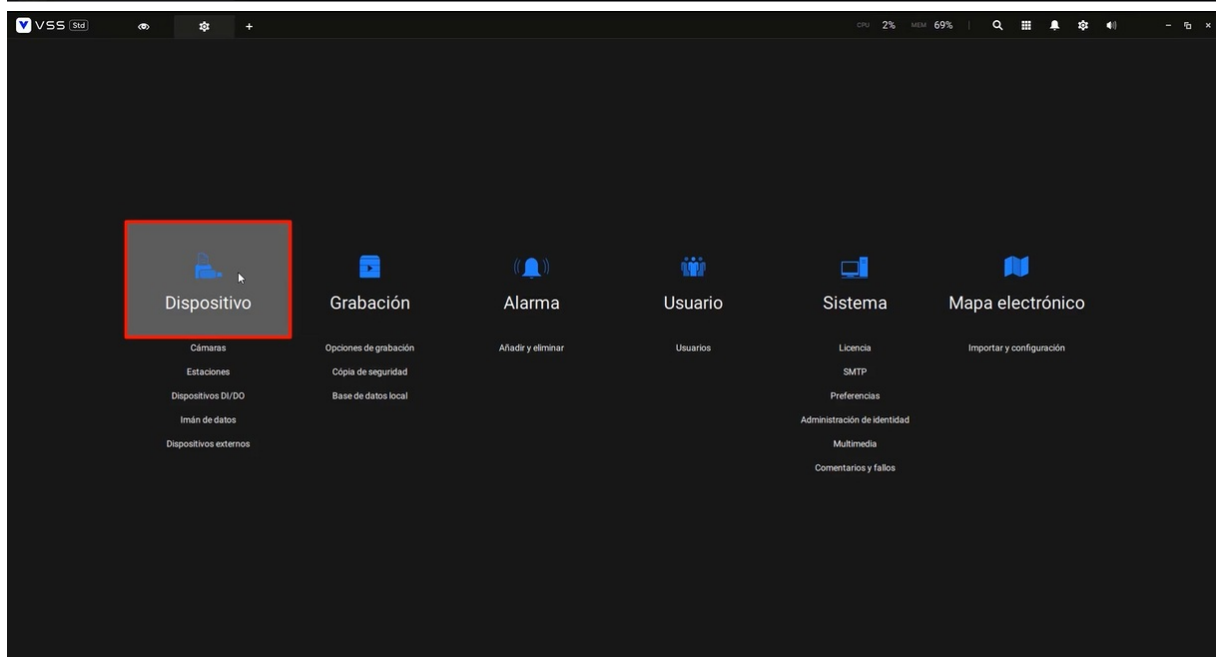 VSS Std
CPU 2% MEM 69%
Dispositivo
Cámaras
Estaciones
Dispositivos DI/DO
Imán de datos
Dispositivos externos
Grabación
Opciones de grabación
Cópia de seguridad
Base de datos local
Alarma
Añadir y eliminar
Usuario
Usuarios
Sistema
Licencia
SMTP
Preferencias
Administración de identidad
Multimedia
Comentarios y fallos
Mapa electrónico
Importar y configuración